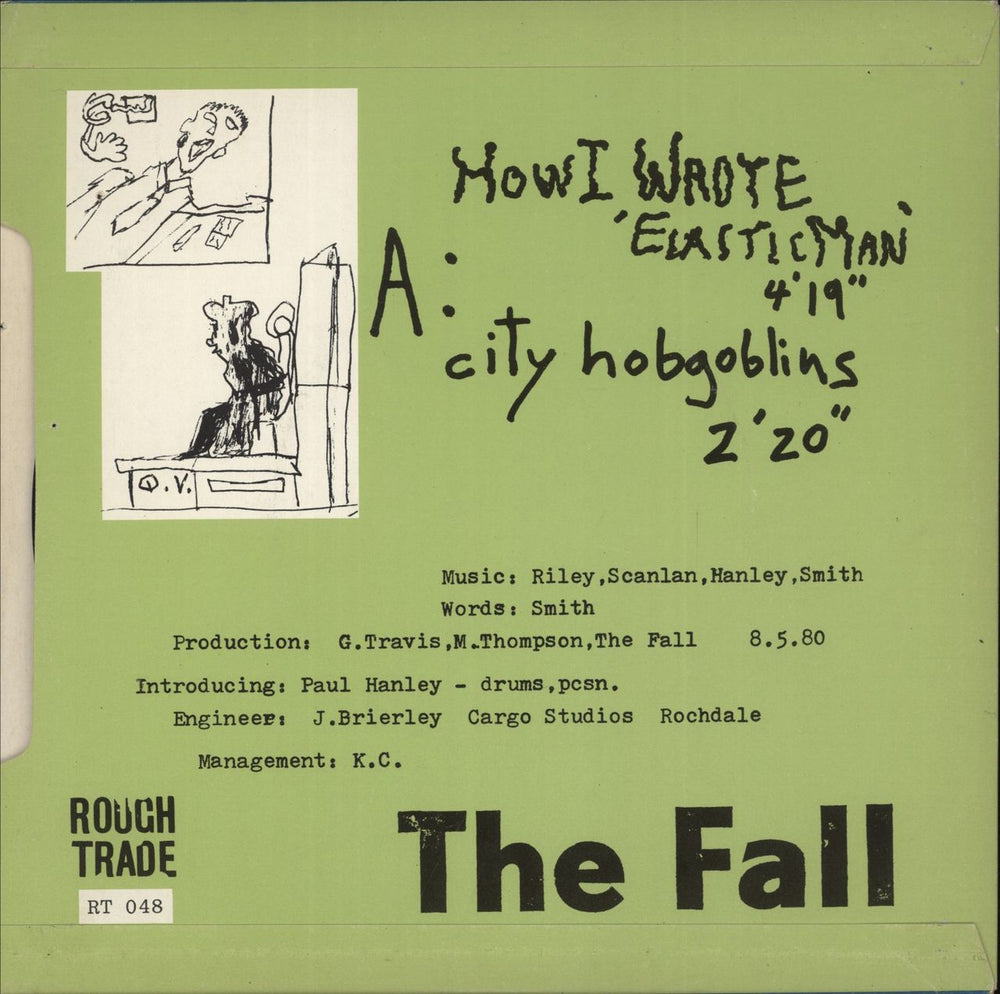 How I WROTE
'ELASTIC MAN'
4'19"
A:
city hobgoblins
2'20"
Q.V.
Music: Riley,Scanlan,Hanley,Smith
Words: Smith
Production: G.Travis,M.Thompson,The Fall 8.5.80
Introducing: Paul Hanley - drums,pcsn.
Engineer: J.Brierley Cargo Studios Rochdale
Management: K.C.
ROUGH
TRADE
RT 048
The Fall